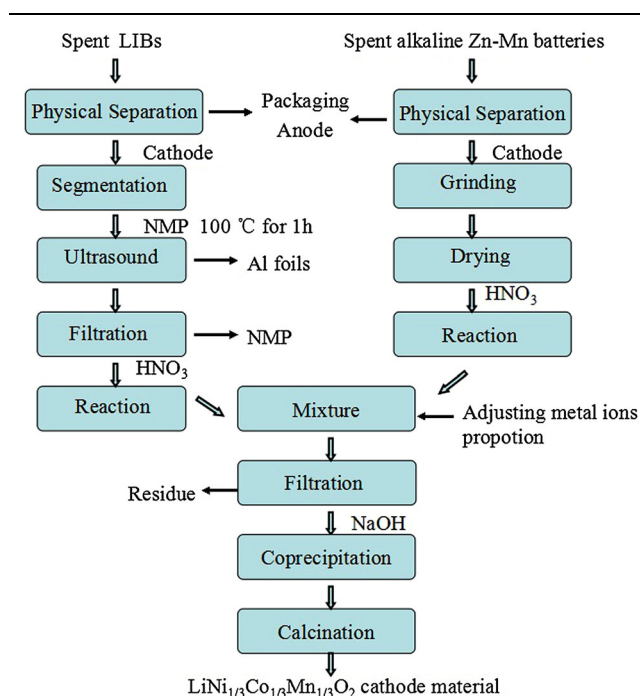 Spent LIBs
Spent alkaline Zn-Mn batteries
Physical Separation
Packaging
Anode
Physical Separation
Cathode
Cathode
Segmentation
Grinding
NMP 100 ℃ for 1h
Ultrasound
Al foils
Drying
HNO₃
Filtration
NMP
Reaction
HNO₃
Reaction
Mixture
Adjusting metal ions
propotion
Filtration
Residue
NaOH
Coprecipitation
Calcination
LiNi₁/₃Co₁/₃Mn₁/₃O₂ cathode material